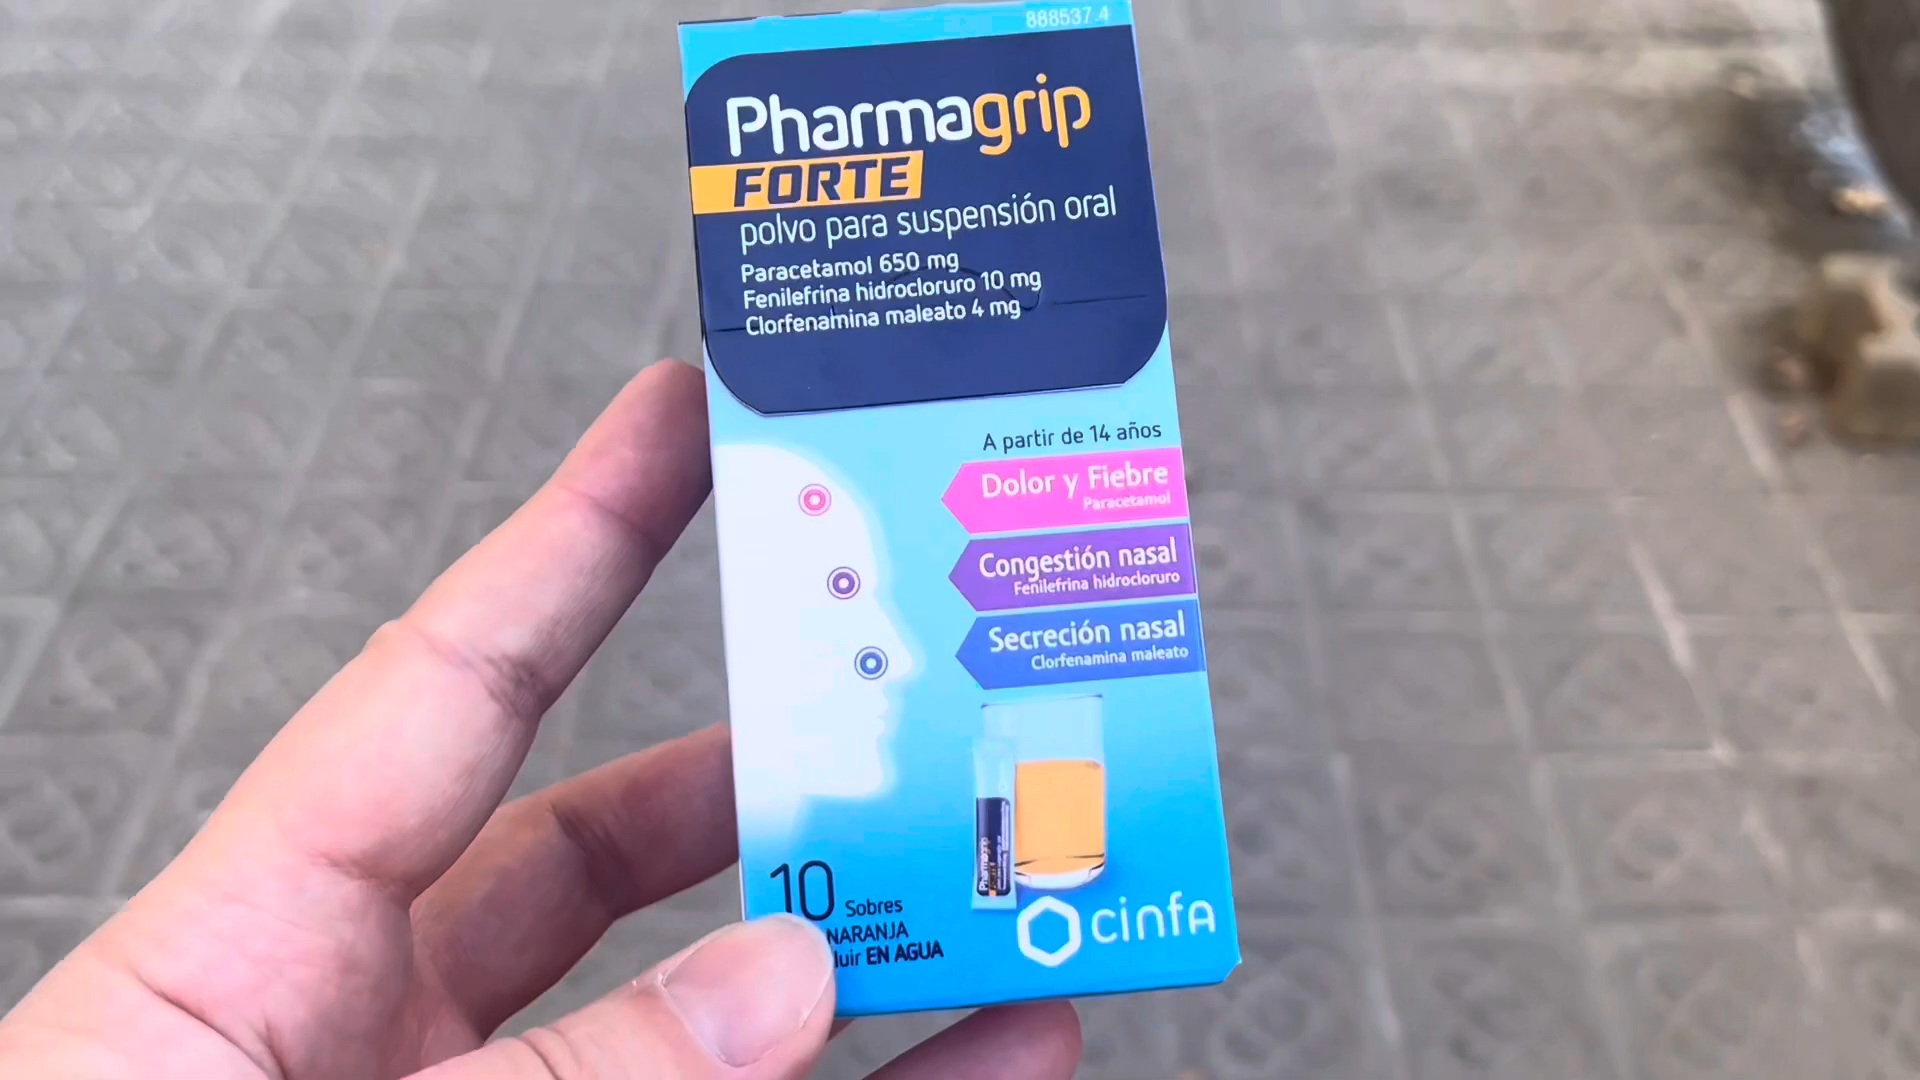 888537.4
Pharmagrip
FORTE
polvo para suspensión oral
Paracetamol 650 mg
Fenilefrina hidrocloruro 10 mg
Clorfenamina maleato 4 mg
A partir de 14 años
Dolor y Fiebre
Paracetamol
Congestión nasal
Fenilefrina hidrocloruro
Secreción nasal
Clorfenamina maleato
Pharmagrip
10 Sobres
NARANJA
luir EN AGUA
cinfa